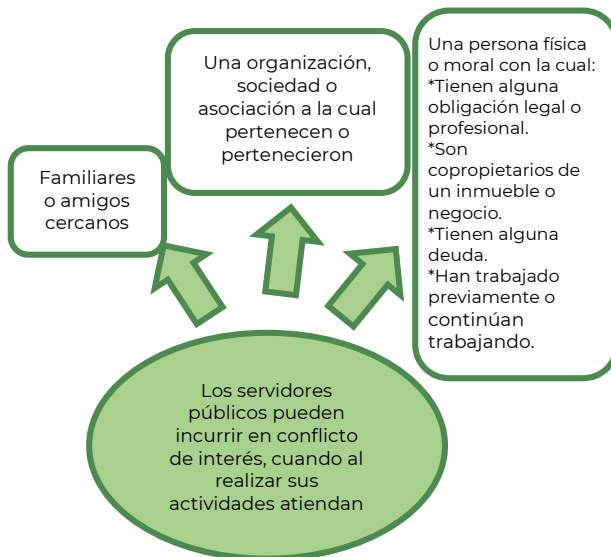 Una organización,
sociedad o
asociación a la cual
pertenecen o
pertenecieron
Una persona física
o moral con la cual:
*Tienen alguna
obligación legal o
profesional.
*Son
copropietarios de
un inmueble o
negocio.
*Tienen alguna
deuda.
*Han trabajado
previamente o
continúan
trabajando.
Familiares
o amigos
cercanos
Los servidores
públicos pueden
incurrir en conflicto
de interés, cuando al
realizar sus
actividades atiendan